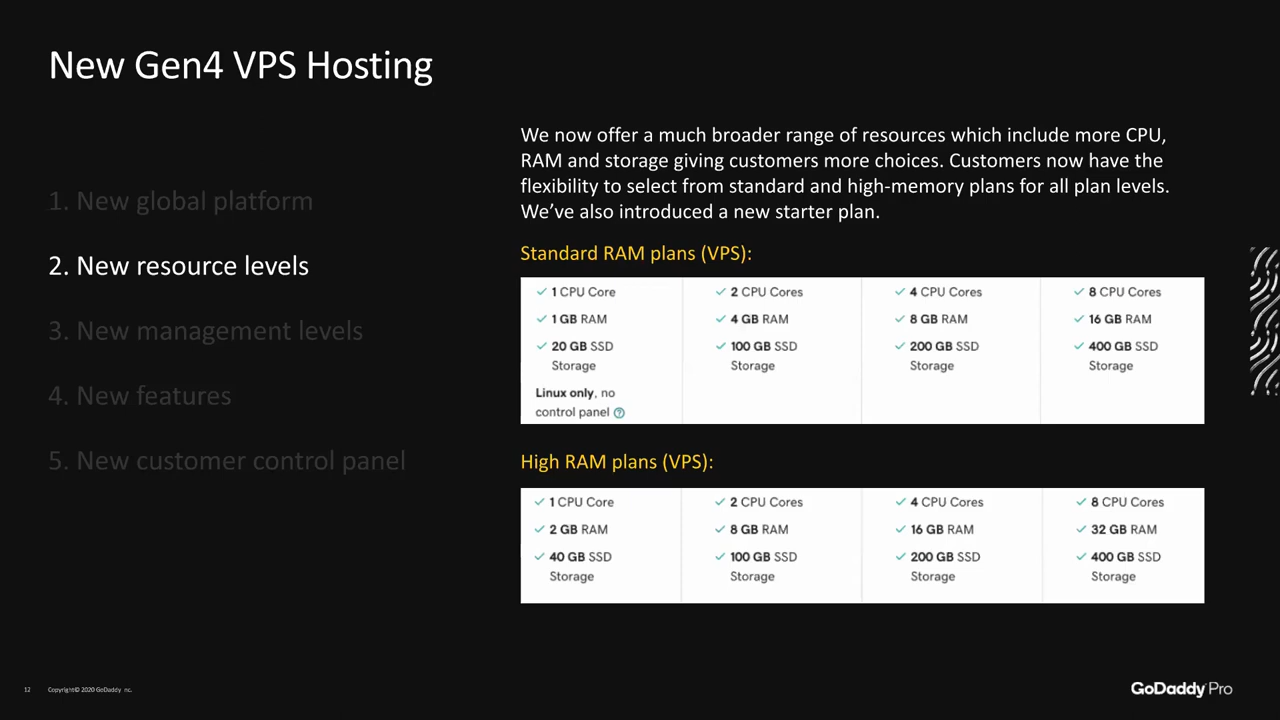 New Gen4 VPS Hosting
1. New global platform
2. New resource levels
3. New management levels
4. New features
5. New customer control panel
We now offer a much broader range of resources which include more CPU,
RAM and storage giving customers more choices. Customers now have the
flexibility to select from standard and high-memory plans for all plan levels.
We’ve also introduced a new starter plan.
Standard RAM plans (VPS):
1 CPU Core
1 GB RAM
20 GB SSD
Storage
Linux only, no
control panel
2 CPU Cores
4 GB RAM
100 GB SSD
Storage
4 CPU Cores
8 GB RAM
200 GB SSD
Storage
8 CPU Cores
16 GB RAM
400 GB SSD
Storage
High RAM plans (VPS):
1 CPU Core
2 GB RAM
40 GB SSD
Storage
2 CPU Cores
8 GB RAM
100 GB SSD
Storage
4 CPU Cores
16 GB RAM
200 GB SSD
Storage
8 CPU Cores
32 GB RAM
400 GB SSD
Storage
12 Copyright© 2020 GoDaddy nc.
GoDaddy Pro